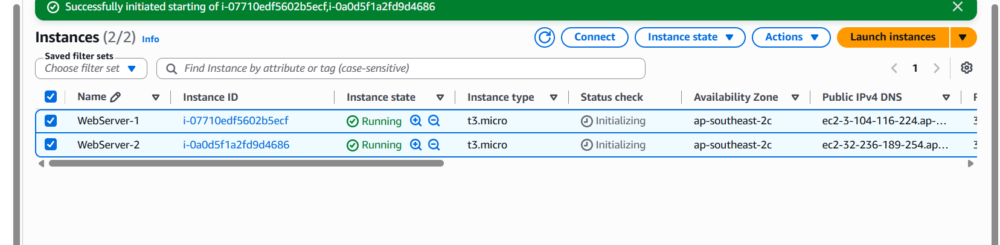 Successfully initiated starting of i-07710edf5602b5ecf,i-0a0d5f1a2fd9d4686
Instances (2/2) Info Connect Instance state Actions Launch instances
Saved filter sets
Choose filter set Find Instance by attribute or tag (case-sensitive) 1
Name Instance ID Instance state Instance type Status check Availability Zone Public IPv4 DNS
WebServer-1 i-07710edf5602b5ecf Running t3.micro Initializing ap-southeast-2c ec2-3-104-116-224.ap-...
WebServer-2 i-0a0d5f1a2fd9d4686 Running t3.micro Initializing ap-southeast-2c ec2-32-236-189-254.ap...